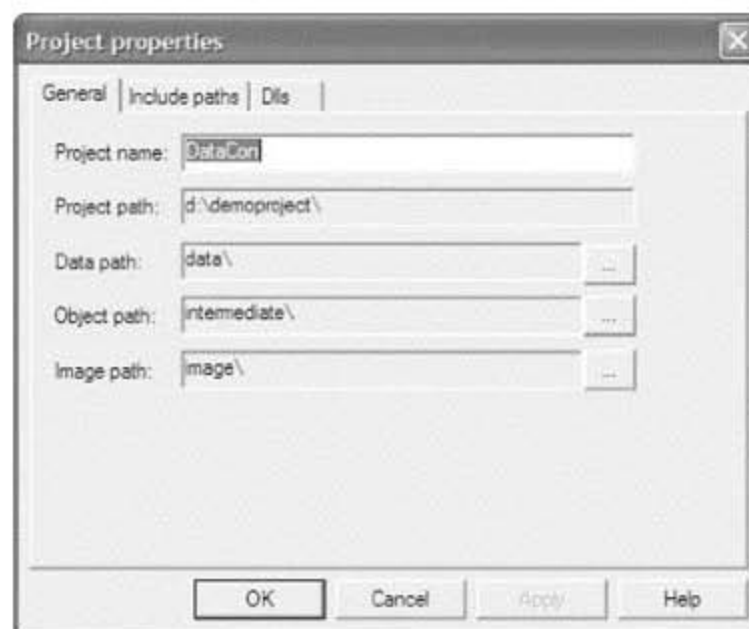 Project properties
General Include paths Dlls
Project name: DataCon
Project path: d:\demoproject\
Data path: data\ ...
Object path: intermediate\ ...
Image path: image\ ...
OK Cancel Apply Help